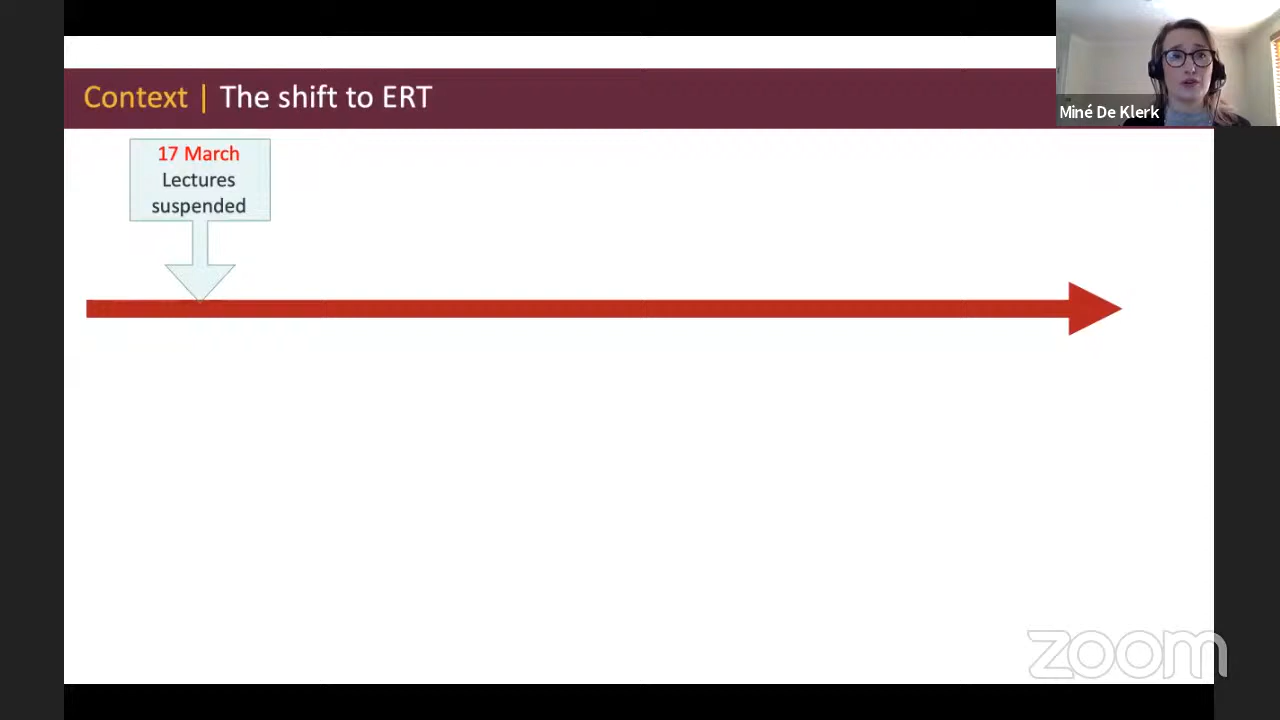 Context | The shift to ERT
Miné De Klerk
17 March
Lectures
suspended
zoom